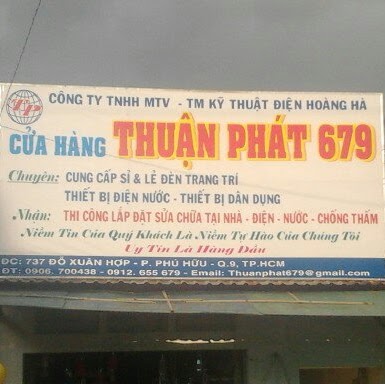 TP
CÔNG TY TNHH MTV - TM KỸ THUẬT ĐIỆN HOÀNG HÀ
CỬA HÀNG THUẬN PHÁT 679
Chuyên: CUNG CẤP SỈ & LẺ ĐÈN TRANG TRÍ
THIẾT BỊ ĐIỆN NƯỚC - THIẾT BỊ DÂN DỤNG
Nhận: THI CÔNG LẮP ĐẶT SỬA CHỮA TẠI NHÀ - ĐIỆN - NƯỚC - CHỐNG THẤM
Niềm Tin Của Quý Khách Là Niềm Tự Hào Của Chúng Tôi
Uy Tín Là Hàng Đầu
ĐC: 737 ĐỖ XUÂN HỢP - P. PHÚ HỮU - Q.9, TP.HCM
ĐT: 0906. 700438 - 0912. 655 679 - Email: Thuanphat679@gmail.com